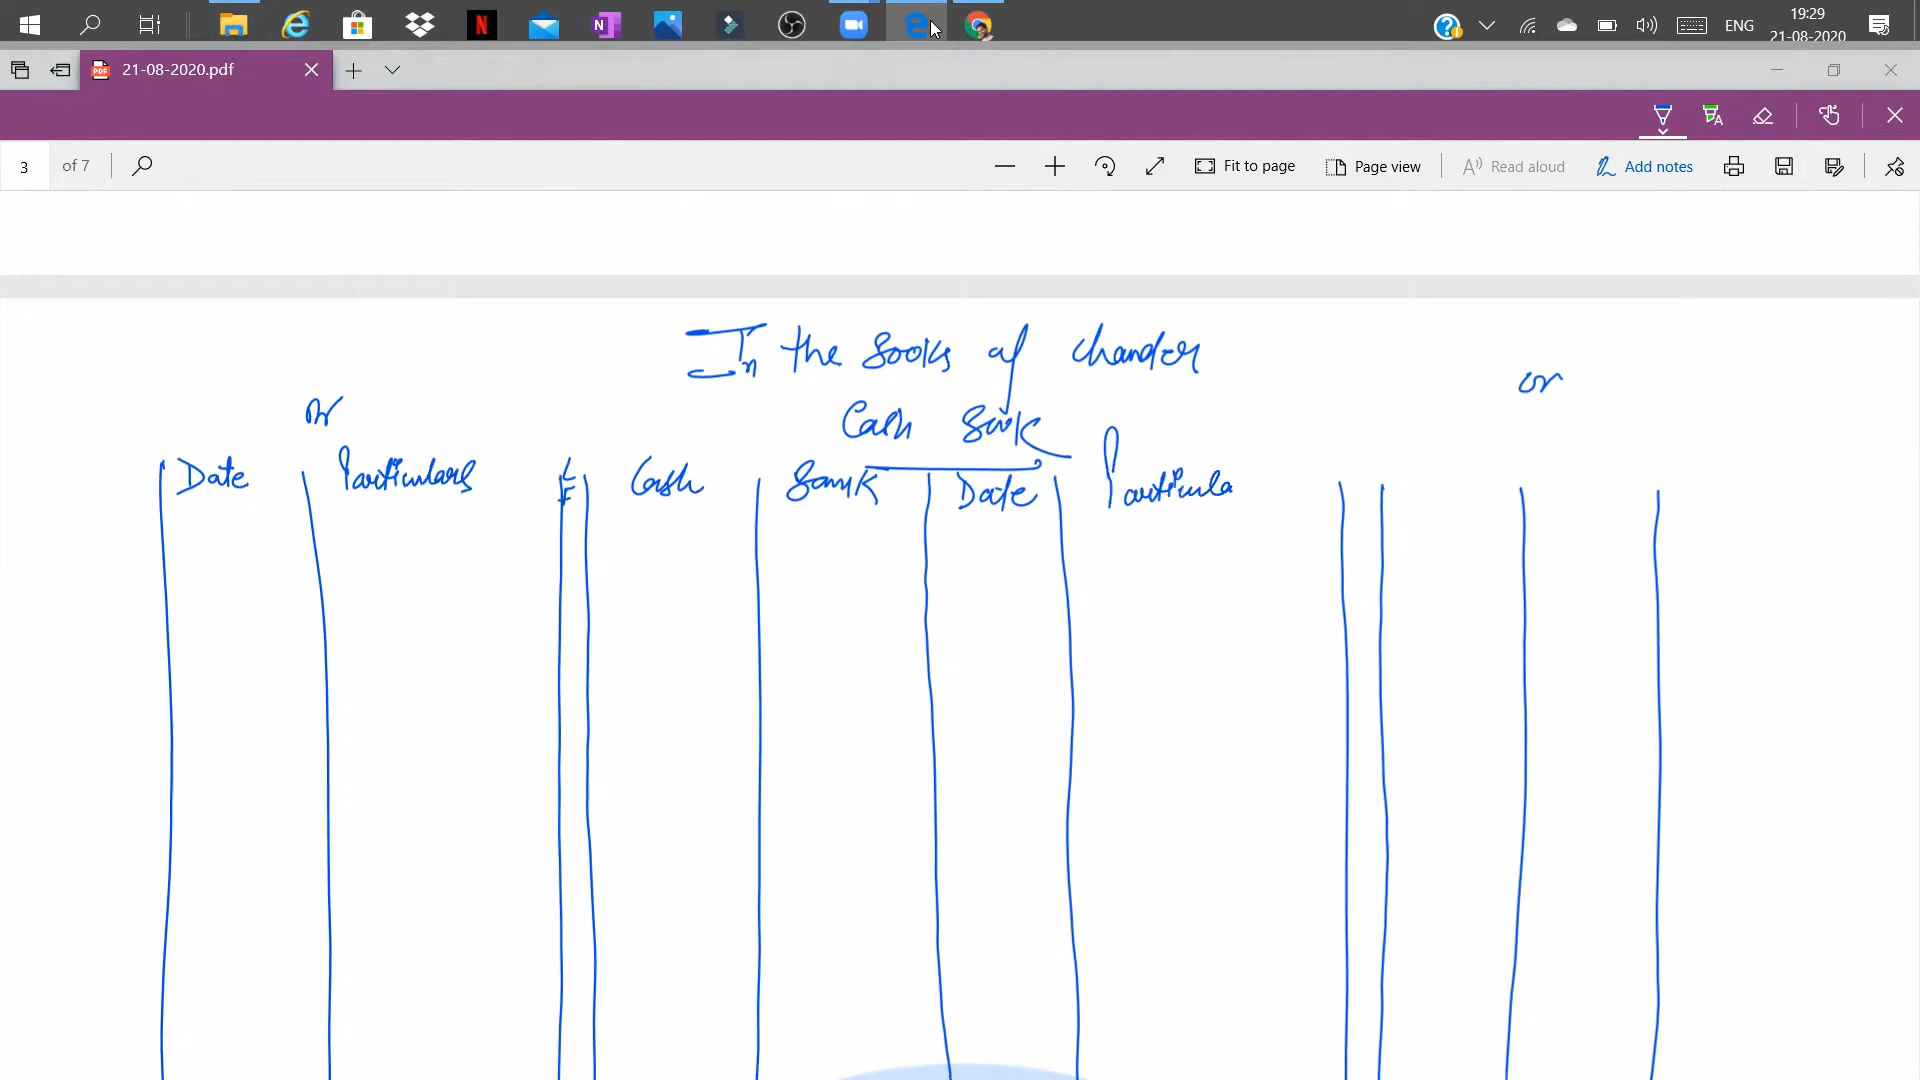 19:29
ENG
21-08-2020
21-08-2020.pdf
3 of 7
Fit to page
Page view
Read aloud
Add notes
In the Books of Chander
Cash Book
Dr
Cr
Date Particulars LF Cash Bank Date Particula